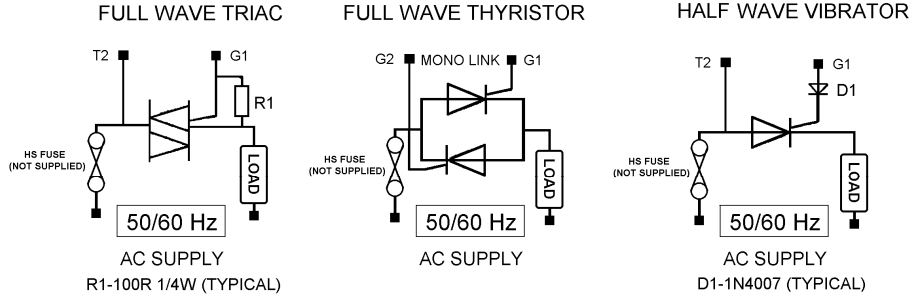 FULL WAVE TRIAC
T2
G1
R1
HS FUSE
(NOT SUPPLIED)
LOAD
50/60 Hz
AC SUPPLY
R1-100R 1/4W (TYPICAL)
FULL WAVE THYRISTOR
G2
MONO LINK
G1
HS FUSE
(NOT SUPPLIED)
LOAD
50/60 Hz
AC SUPPLY
HALF WAVE VIBRATOR
T2
G1
D1
HS FUSE
(NOT SUPPLIED)
LOAD
50/60 Hz
AC SUPPLY
D1-1N4007 (TYPICAL)